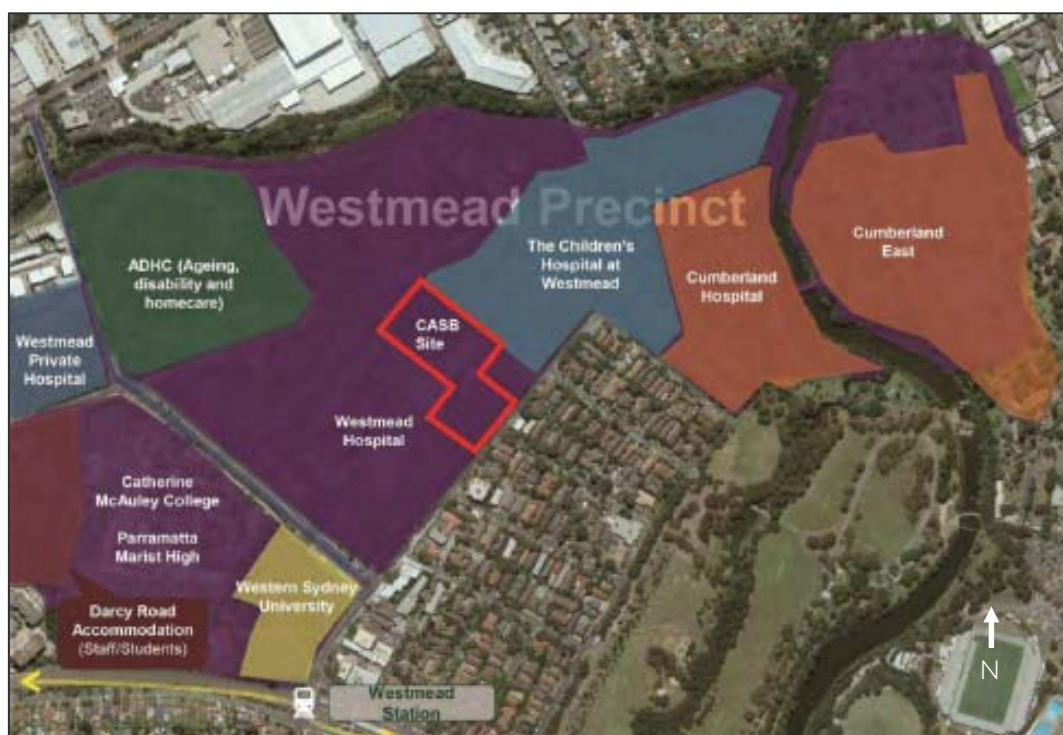 Westmead Precinct
ADHC (Ageing,
disability and
homecare)
The Children's
Hospital at
Westmead
Cumberland
Hospital
Cumberland
East
CASB
Site
Westmead
Private
Hospital
Westmead
Hospital
Catherine
McAuley College
Parramatta
Marist High
Western Sydney
University
Darcy Road
Accommodation
(Staff/Students)
Westmead
Station
N